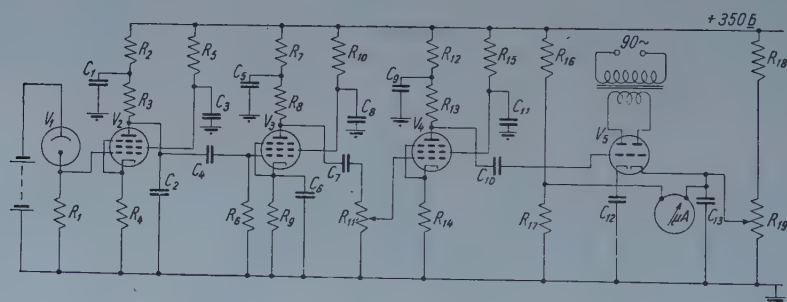 +350 В
90~
R2
R5
R7
R10
R12
R15
R16
R18
C1
C5
C9
R3
C3
R8
C8
R13
C11
V1
V2
V3
V4
V5
C4
C7
C10
C2
C6
R1
R4
R6
R9
R11
R14
R17
C12
μA
C13
R19